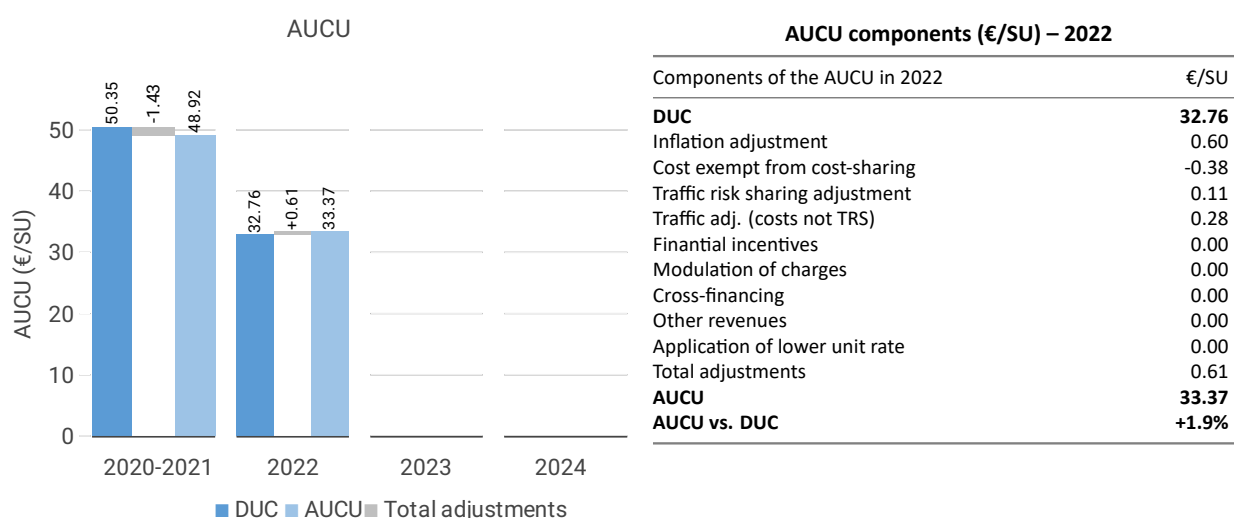 AUCU
AUCU (€/SU)
50
40
30
20
10
0
50.35
-1.43
48.92
32.76
+0.61
33.37
2020-2021
2022
2023
2024
DUC
AUCU
Total adjustments
AUCU components (€/SU) – 2022
Components of the AUCU in 2022 €/SU
DUC 32.76
Inflation adjustment 0.60
Cost exempt from cost-sharing -0.38
Traffic risk sharing adjustment 0.11
Traffic adj. (costs not TRS) 0.28
Finantial incentives 0.00
Modulation of charges 0.00
Cross-financing 0.00
Other revenues 0.00
Application of lower unit rate 0.00
Total adjustments 0.61
AUCU 33.37
AUCU vs. DUC +1.9%